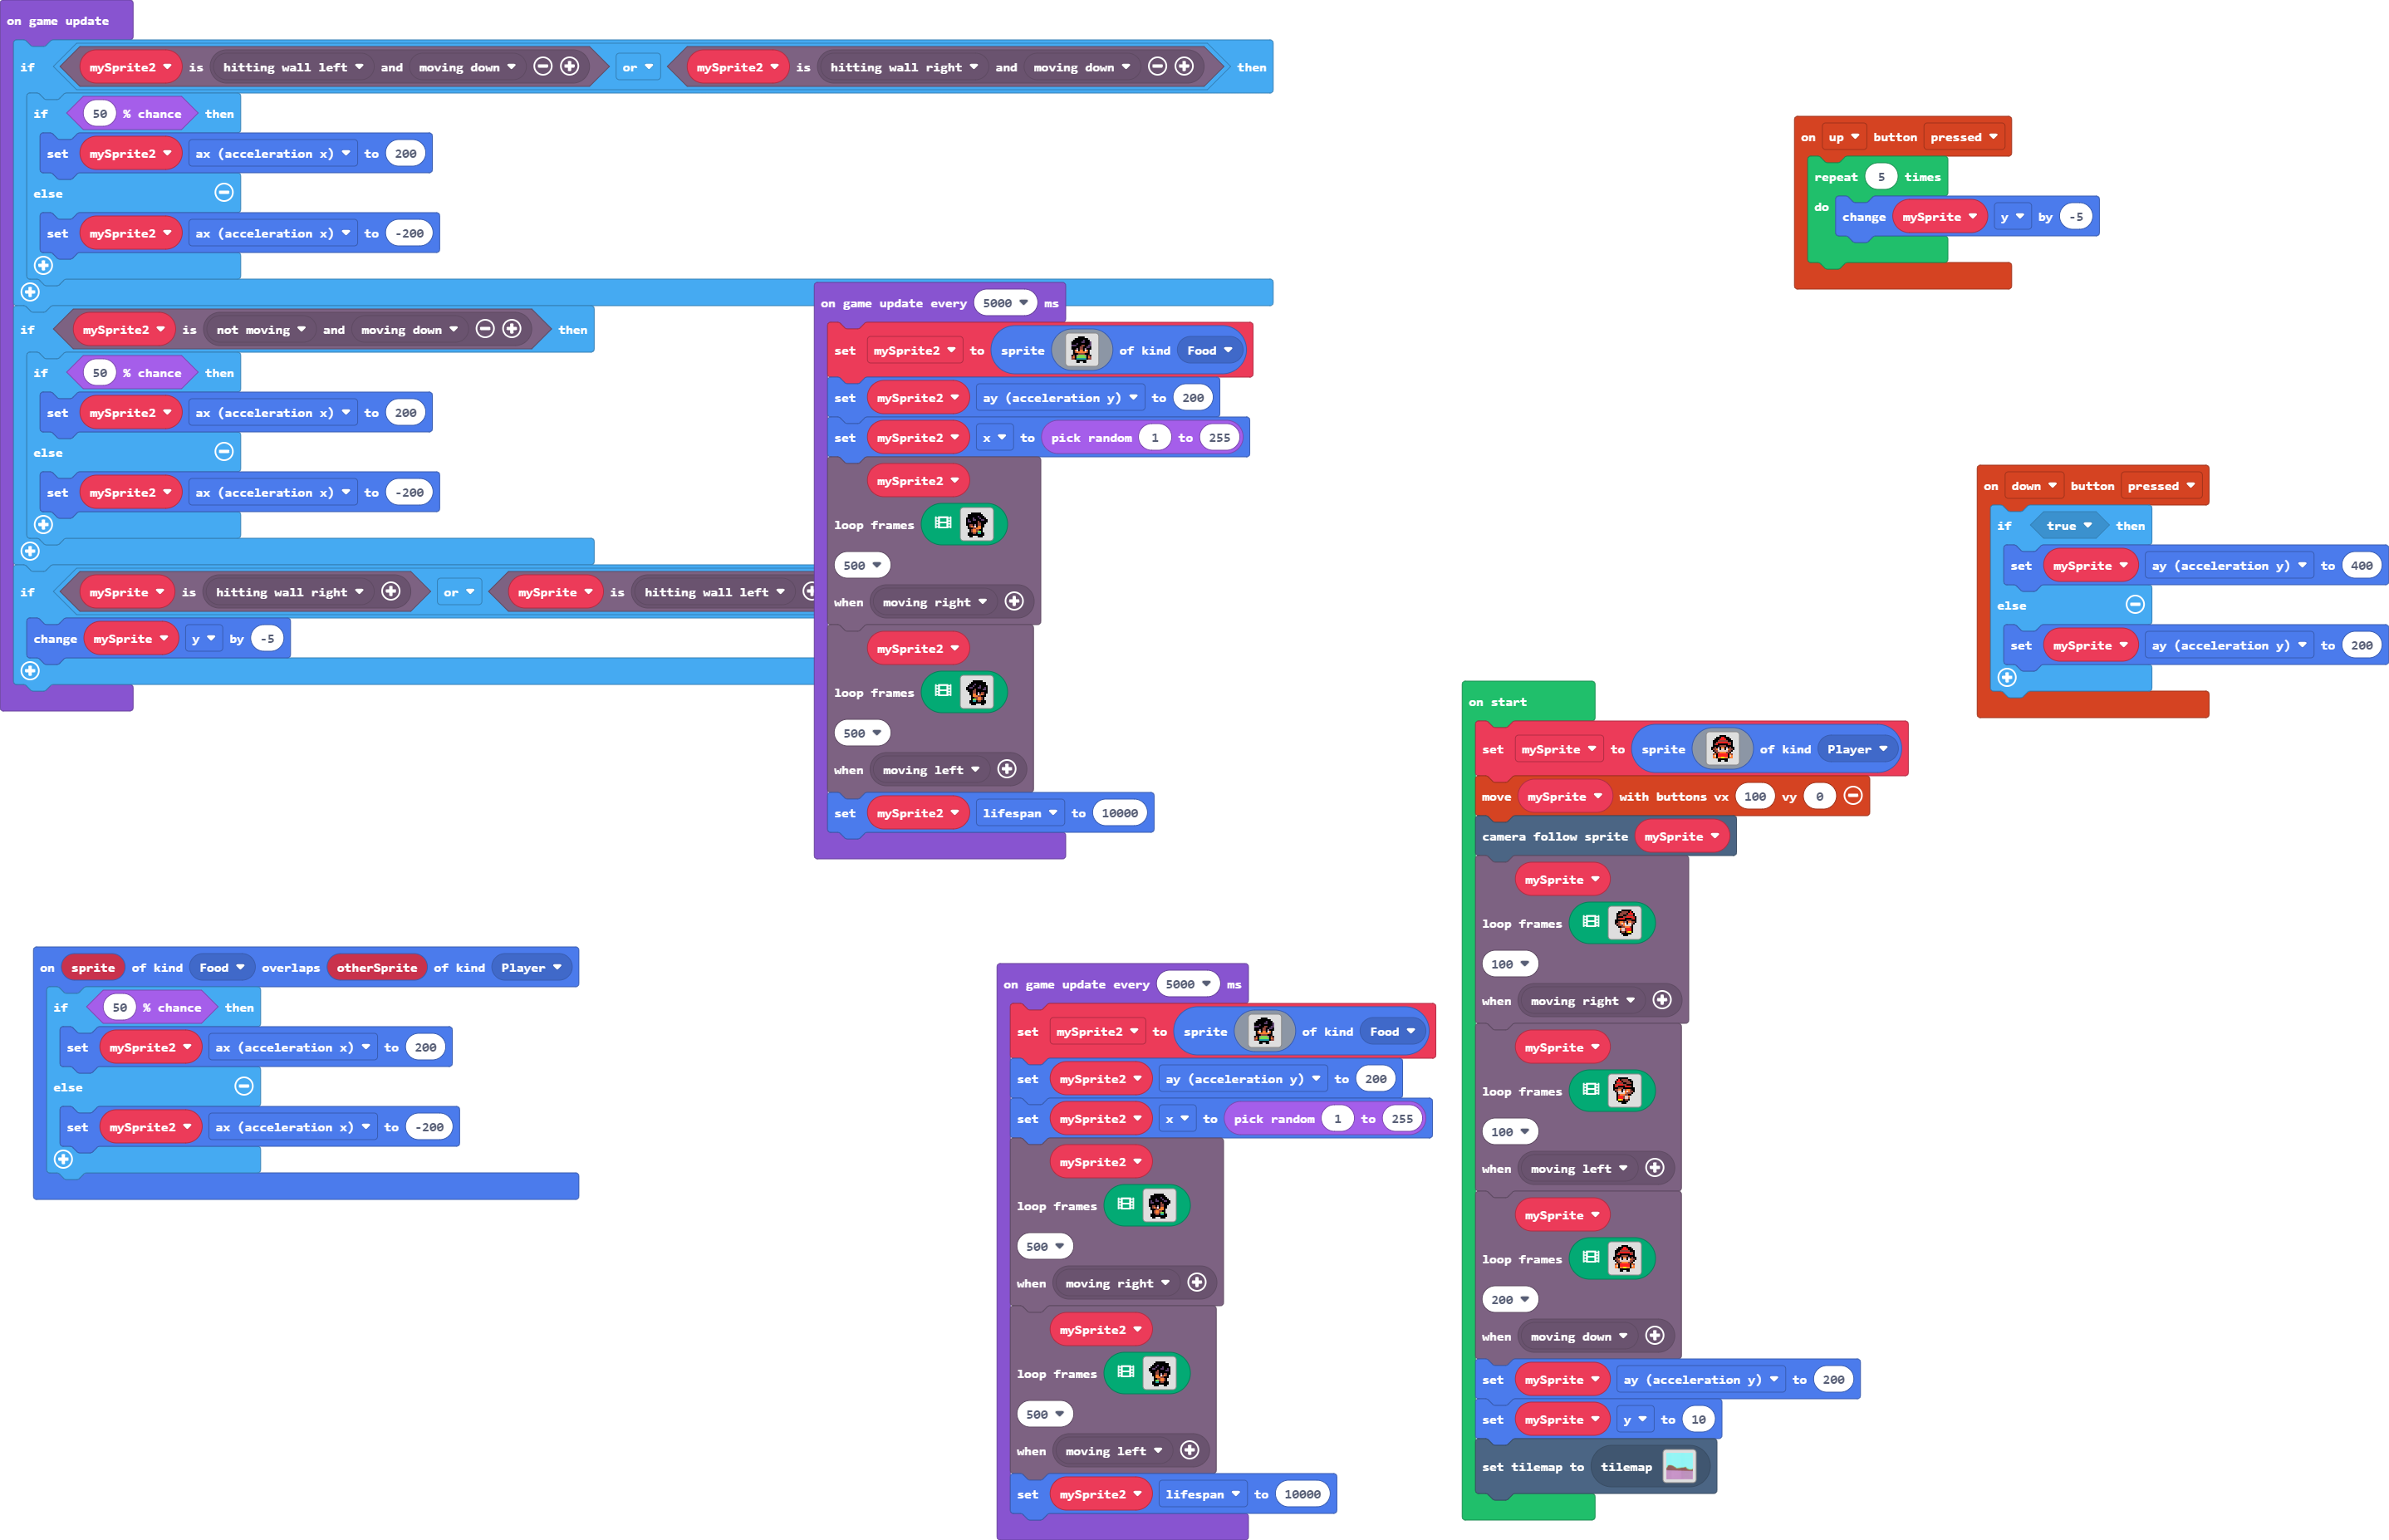 on game update
if mySprite2 is hitting wall left and moving down or mySprite2 is hitting wall right and moving down then
if 50 % chance then
set mySprite2 ax (acceleration x) to 200
else
set mySprite2 ax (acceleration x) to -200
if mySprite2 is not moving and moving down then
if 50 % chance then
set mySprite2 ax (acceleration x) to 200
else
set mySprite2 ax (acceleration x) to -200
if mySprite is hitting wall right or mySprite is hitting wall left
change mySprite y by -5
on game update every 5000 ms
set mySprite2 to sprite of kind Food
set mySprite2 ay (acceleration y) to 200
set mySprite2 x to pick random 1 to 255
mySprite2
loop frames
500
when moving right
mySprite2
loop frames
500
when moving left
set mySprite2 lifespan to 10000
on up button pressed
repeat 5 times
do change mySprite y by -5
on down button pressed
if true then
set mySprite ay (acceleration y) to 400
else
set mySprite ay (acceleration y) to 200
on sprite of kind Food overlaps otherSprite of kind Player
if 50 % chance then
set mySprite2 ax (acceleration x) to 200
else
set mySprite2 ax (acceleration x) to -200
on game update every 5000 ms
set mySprite2 to sprite of kind Food
set mySprite2 ay (acceleration y) to 200
set mySprite2 x to pick random 1 to 255
mySprite2
loop frames
500
when moving right
mySprite2
loop frames
500
when moving left
set mySprite2 lifespan to 10000
on start
set mySprite to sprite of kind Player
move mySprite with buttons vx 100 vy 0
camera follow sprite mySprite
mySprite
loop frames
100
when moving right
mySprite
loop frames
100
when moving left
mySprite
loop frames
200
when moving down
set mySprite ay (acceleration y) to 200
set mySprite y to 10
set tilemap to tilemap